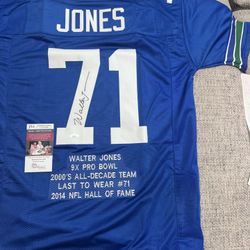 JONES
71
WALTER JONES
9X PRO BOWL
2000'S ALL-DECADE TEAM
LAST TO WEAR #71
2014 NFL HALL OF FAME